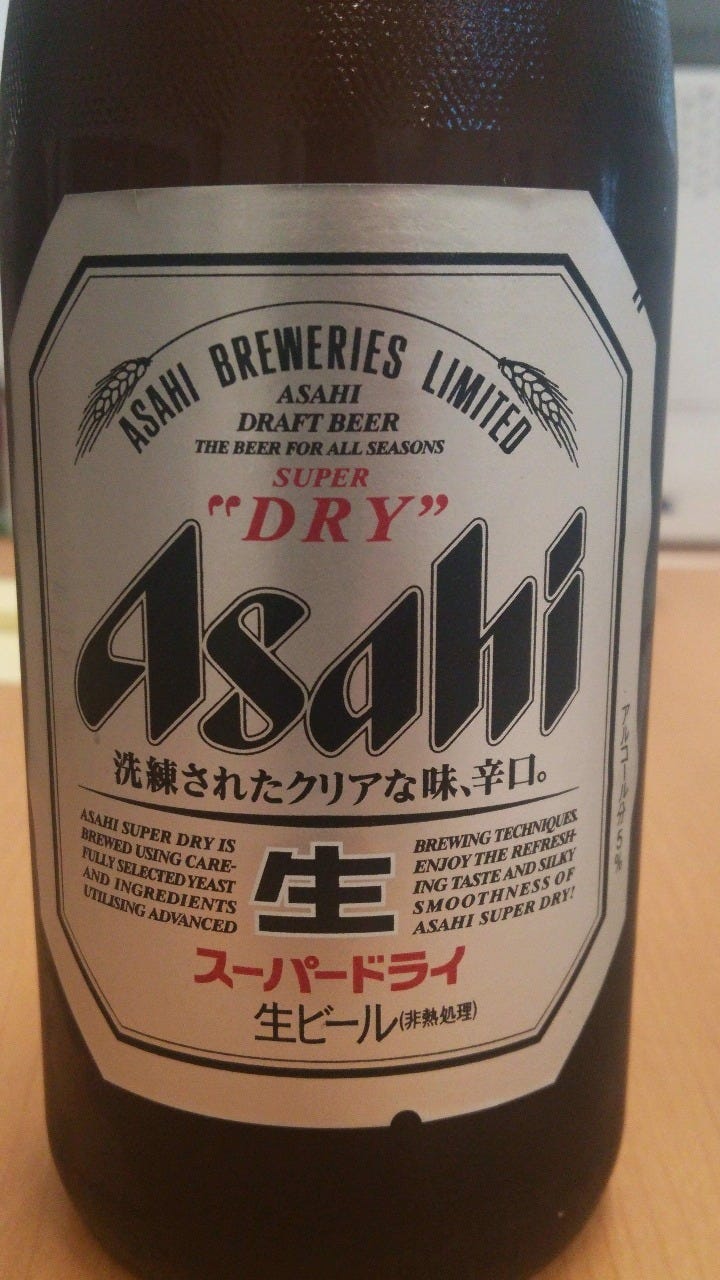 ASAHI BREWERIES LIMITED
ASAHI
DRAFT BEER
THE BEER FOR ALL SEASONS
SUPER
“DRY”
Asahi
洗練されたクリアな味、辛口。
ASAHI SUPER DRY IS
BREWED USING CARE-
FULLY SELECTED YEAST
AND INGREDIENTS
UTILISING ADVANCED
BREWING TECHNIQUES.
ENJOY THE REFRESH-
ING TASTE AND SILKY
SMOOTHNESS OF
ASAHI SUPER DRY!
生
スーパードライ
生ビール(非熱処理)
アルコール分5%